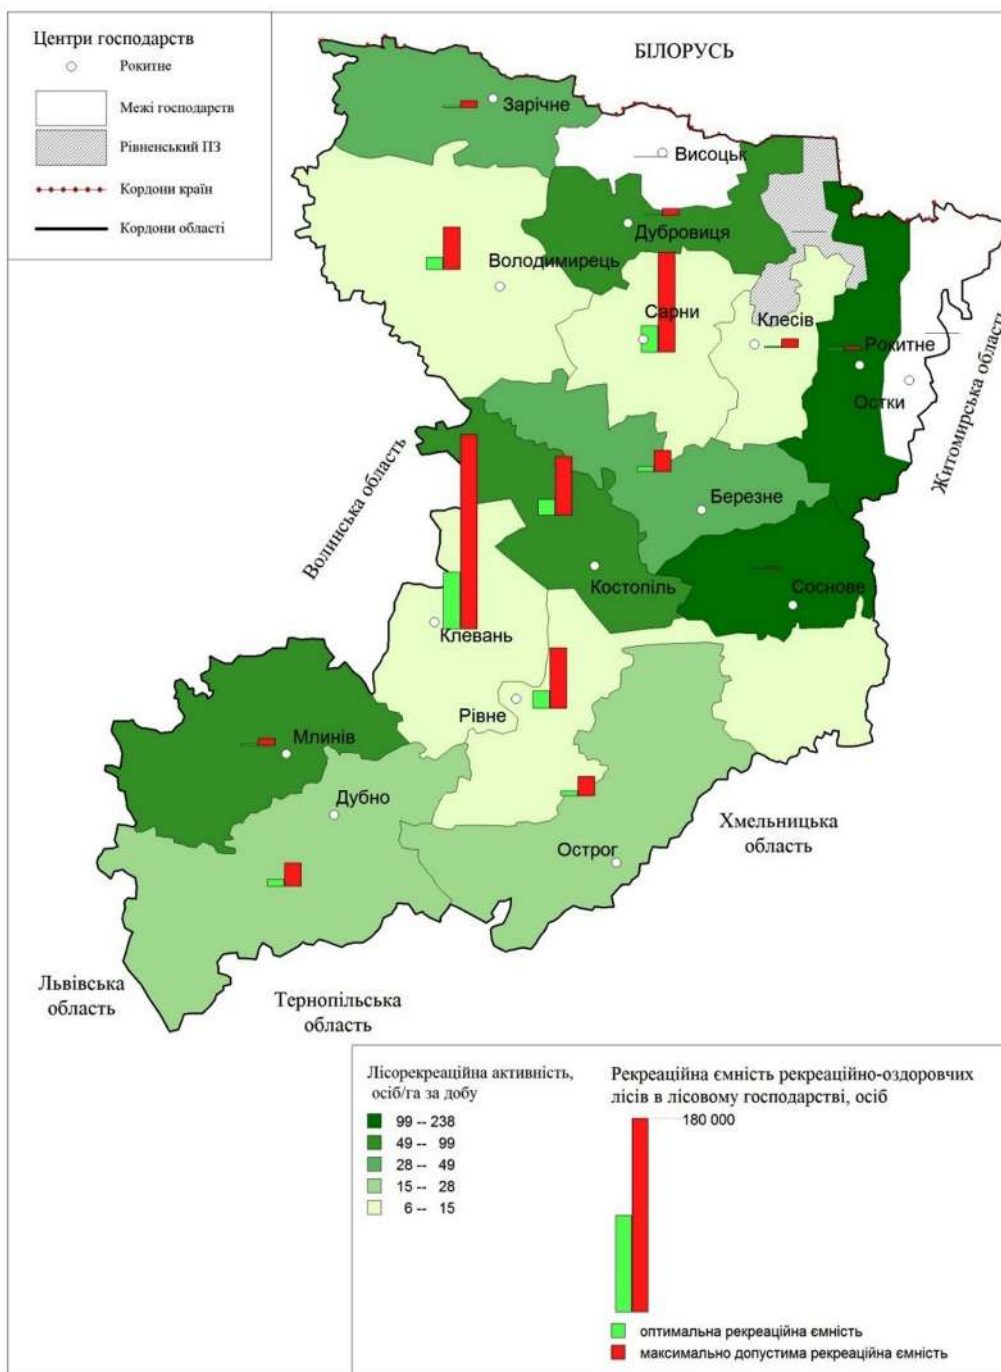 Центри господарств
Рокитне
Межі господарств
Рівненський ПЗ
Кордони країн
Кордони області
БІЛОРУСЬ
Зарічне
Висоцьк
Дубровиця
Володимирець
Сарни
Клесів
Рокитне
Остки
Житомирська область
Волинська область
Березне
Костопіль
Соснове
Клевань
Рівне
Млинів
Дубно
Острог
Хмельницька
область
Львівська
область
Тернопільська
область
Лісорекреаційна активність,
осіб/га за добу
99 -- 238
49 -- 99
28 -- 49
15 -- 28
6 -- 15
Рекреаційна ємність рекреаційно-оздоровчих
лісів в лісовому господарстві, осіб
180 000
оптимальна рекреаційна ємність
максимально допустима рекреаційна ємність